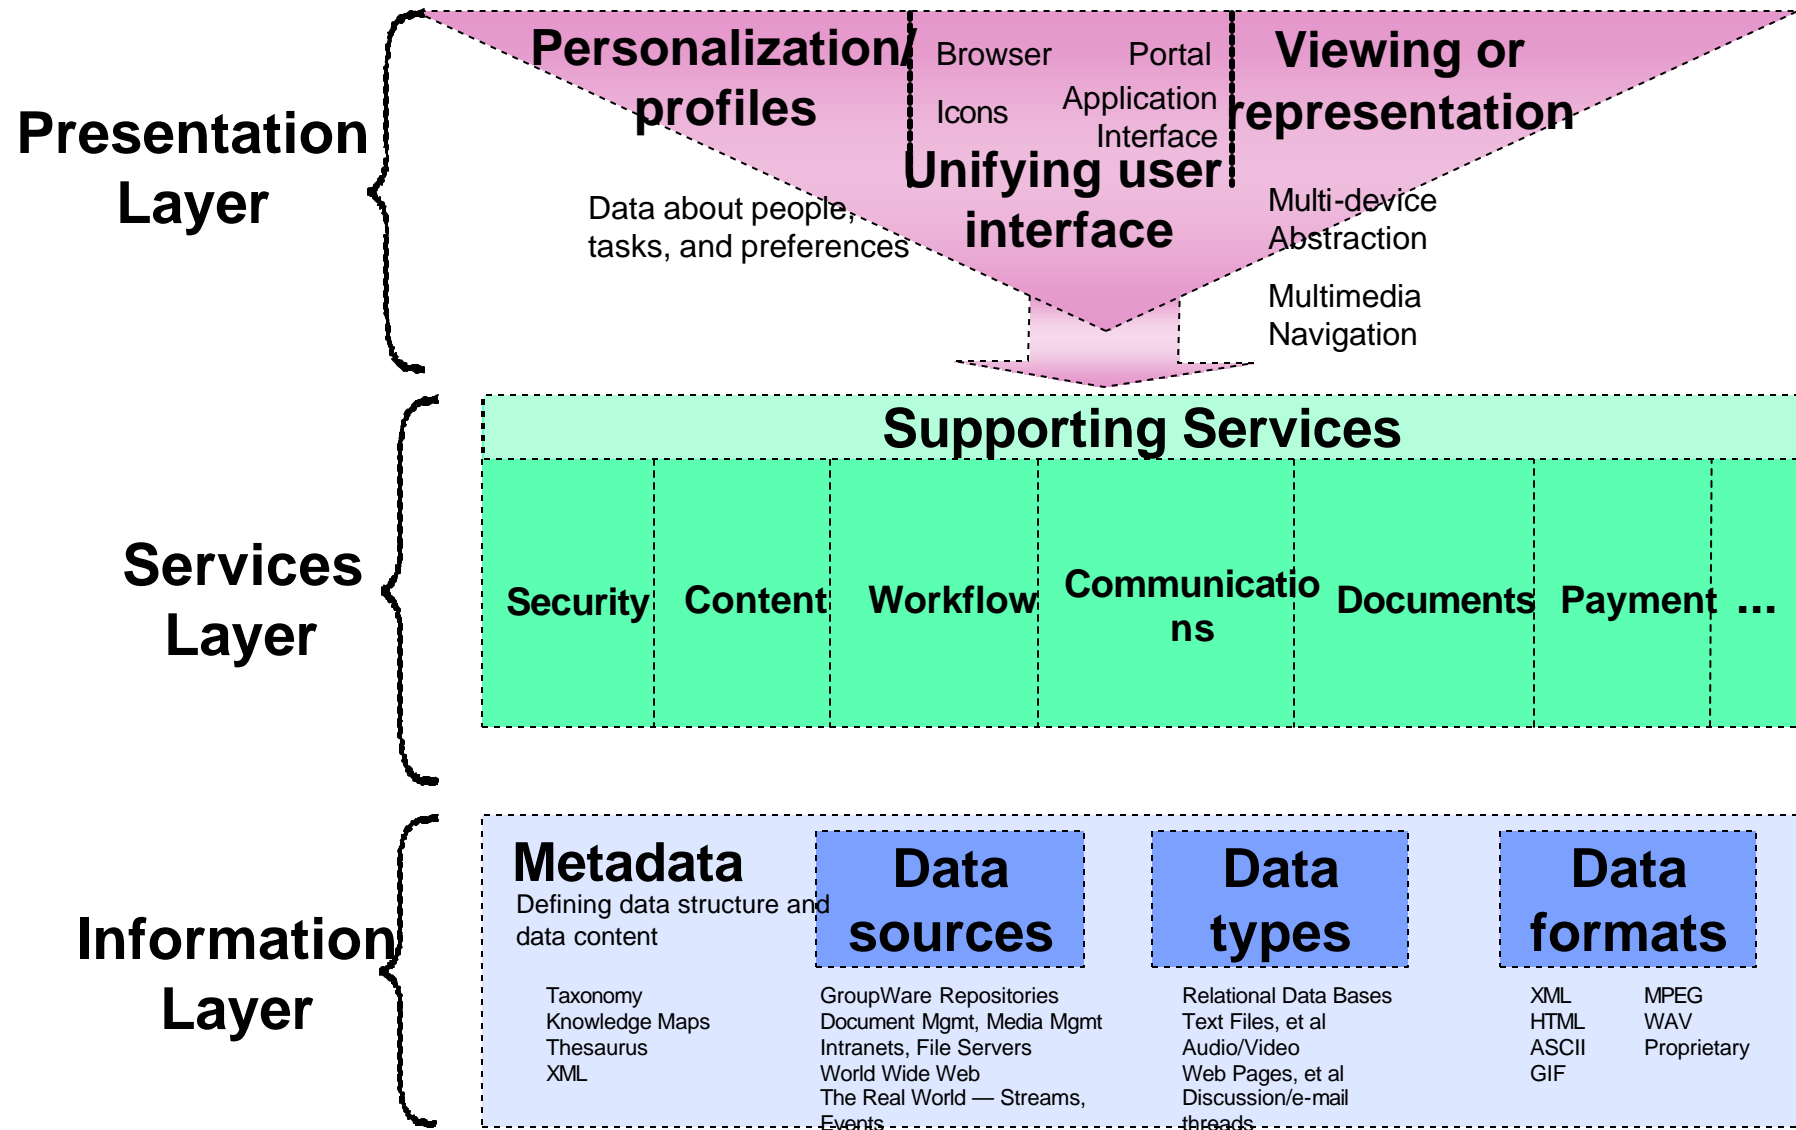 Presentation
Layer
Personalization/
profiles
Data about people,
tasks, and preferences
Browser
Portal
Icons
Application
Interface
Unifying user
interface
Viewing or
representation
Multi-device
Abstraction
Multimedia
Navigation
Services
Layer
Supporting Services
Security
Content
Workflow
Communicatio
ns
Documents
Payment
...
Information
Layer
Metadata
Defining data structure and
data content
Taxonomy
Knowledge Maps
Thesaurus
XML
Data
sources
GroupWare Repositories
Document Mgmt, Media Mgmt
Intranets, File Servers
World Wide Web
The Real World — Streams,
Events
Data
types
Relational Data Bases
Text Files, et al
Audio/Video
Web Pages, et al
Discussion/e-mail
threads
Data
formats
XML
HTML
ASCII
GIF
MPEG
WAV
Proprietary